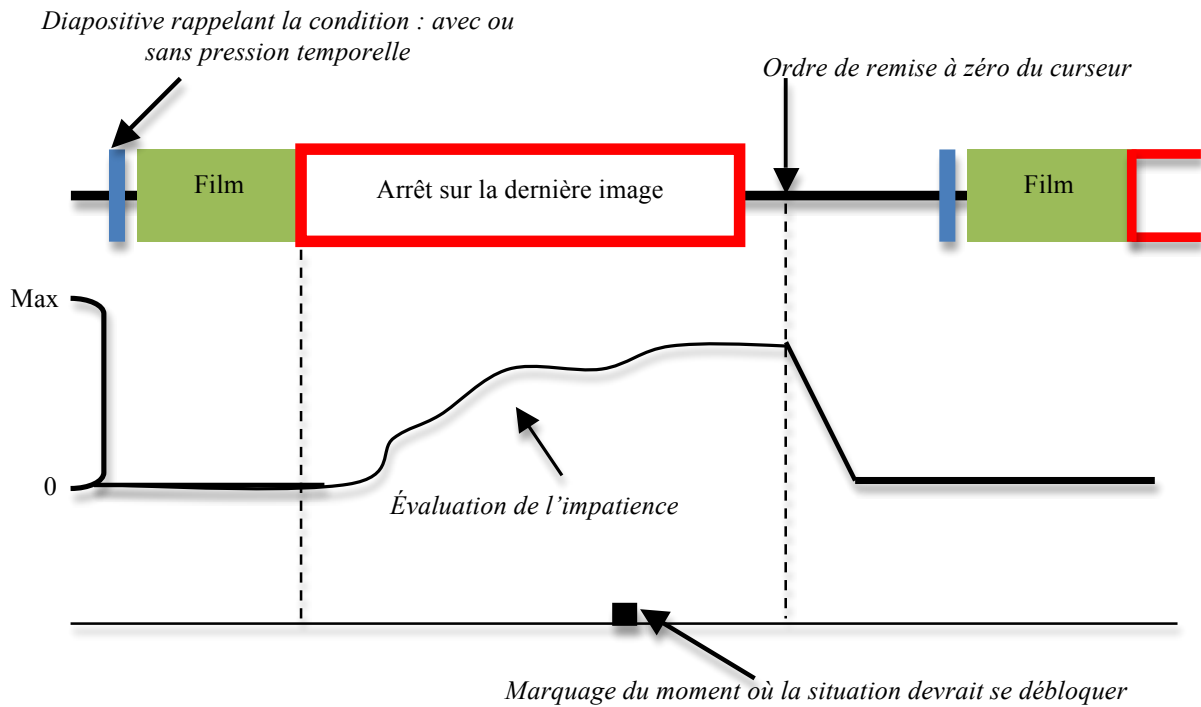 Diapositive rappelant la condition : avec ou
sans pression temporelle
Ordre de remise à zéro du curseur
Film
Arrêt sur la dernière image
Film
Max
0
Évaluation de l’impatience
Marquage du moment où la situation devrait se débloquer